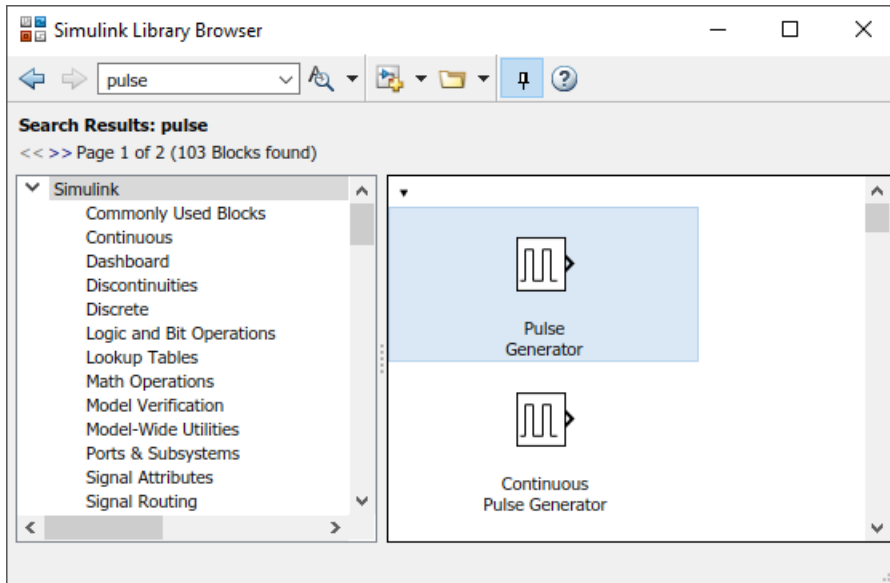 Simulink Library Browser
pulse
Search Results: pulse
<< >> Page 1 of 2 (103 Blocks found)
Simulink
Commonly Used Blocks
Continuous
Dashboard
Discontinuities
Discrete
Logic and Bit Operations
Lookup Tables
Math Operations
Model Verification
Model-Wide Utilities
Ports & Subsystems
Signal Attributes
Signal Routing
Pulse
Generator
Continuous
Pulse Generator